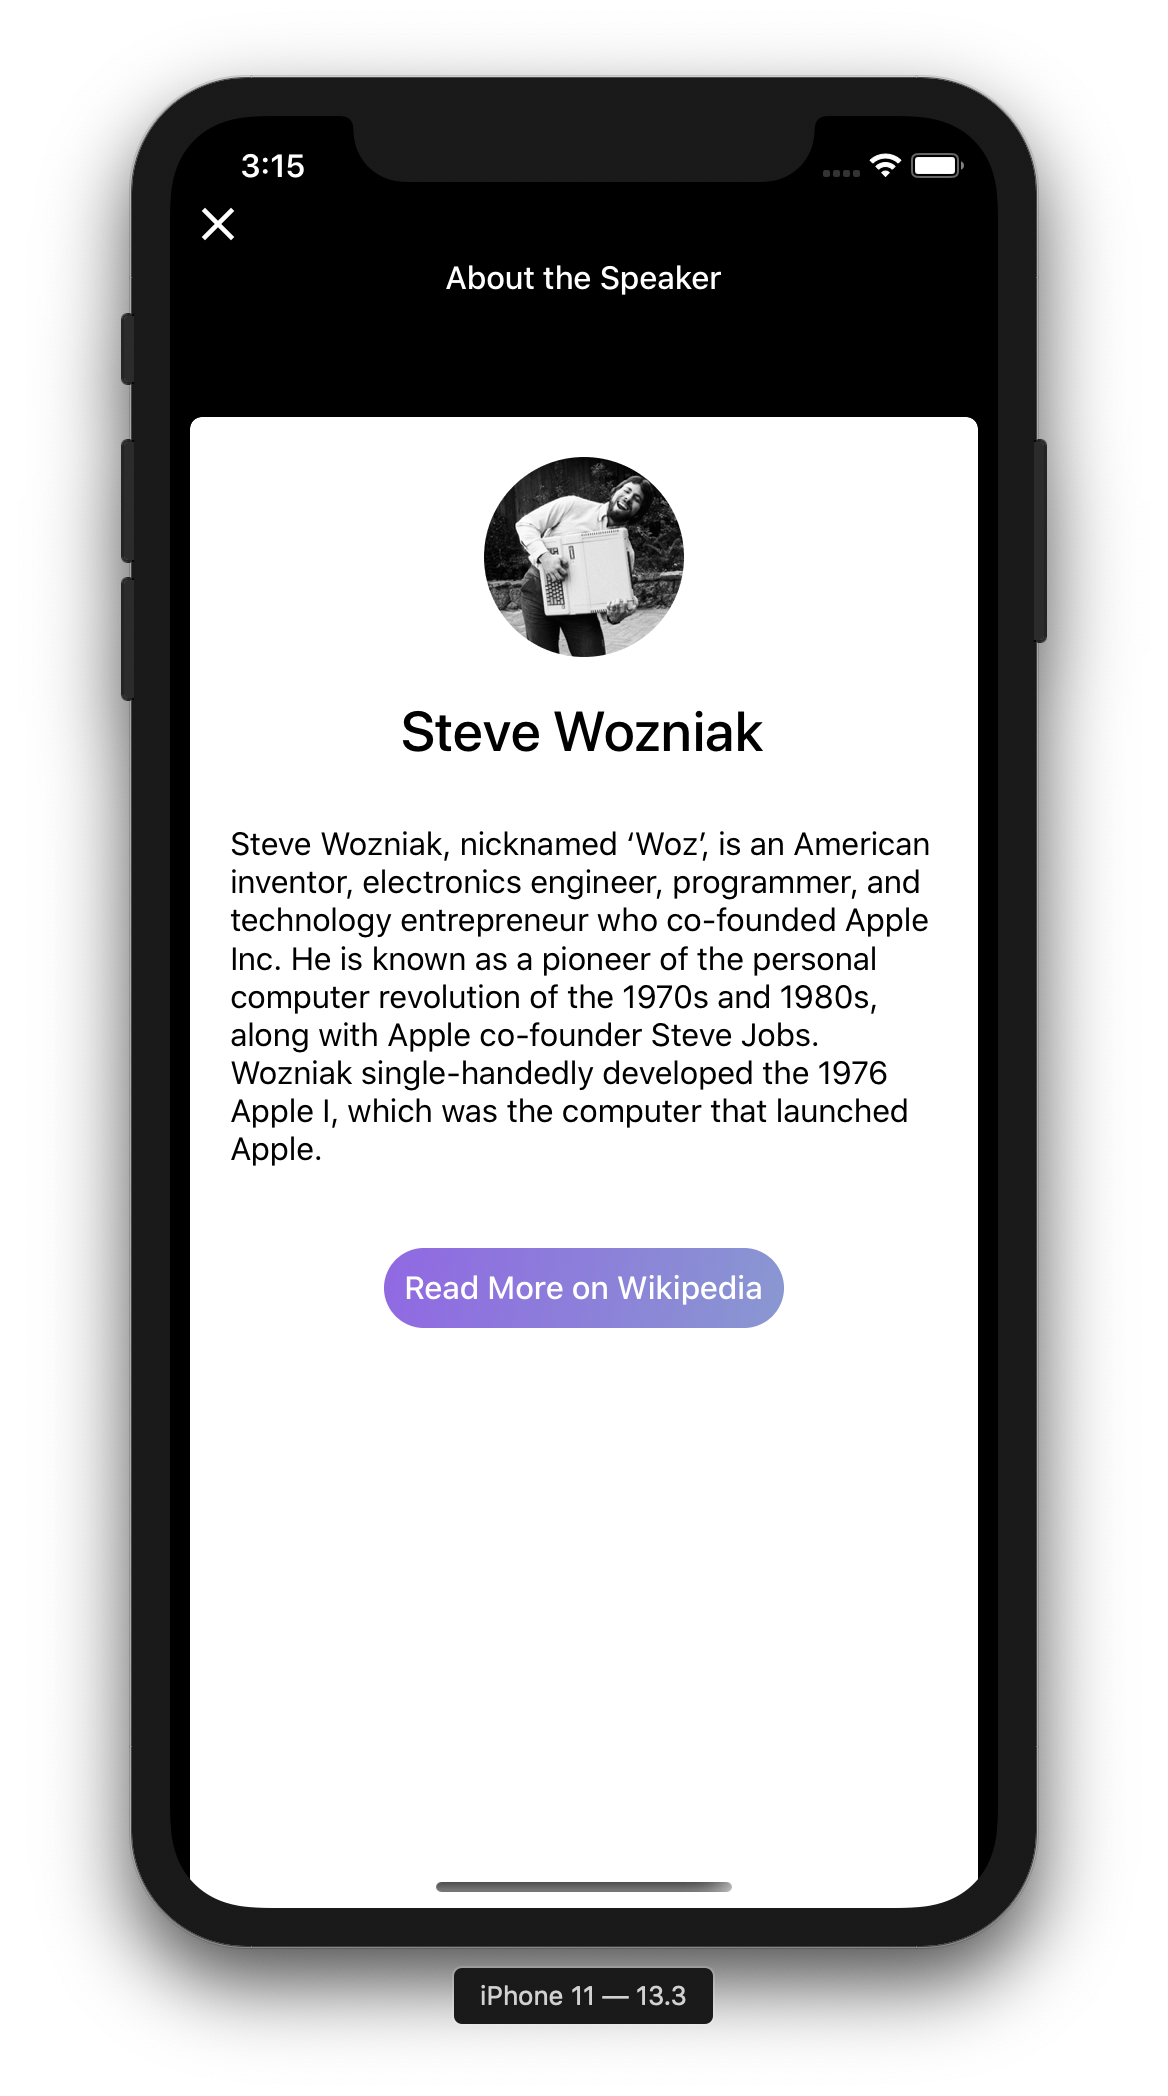 3:15
About the Speaker
Steve Wozniak
Steve Wozniak, nicknamed ‘Woz’, is an American
inventor, electronics engineer, programmer, and
technology entrepreneur who co-founded Apple
Inc. He is known as a pioneer of the personal
computer revolution of the 1970s and 1980s,
along with Apple co-founder Steve Jobs.
Wozniak single-handedly developed the 1976
Apple I, which was the computer that launched
Apple.
Read More on Wikipedia
iPhone 11 — 13.3